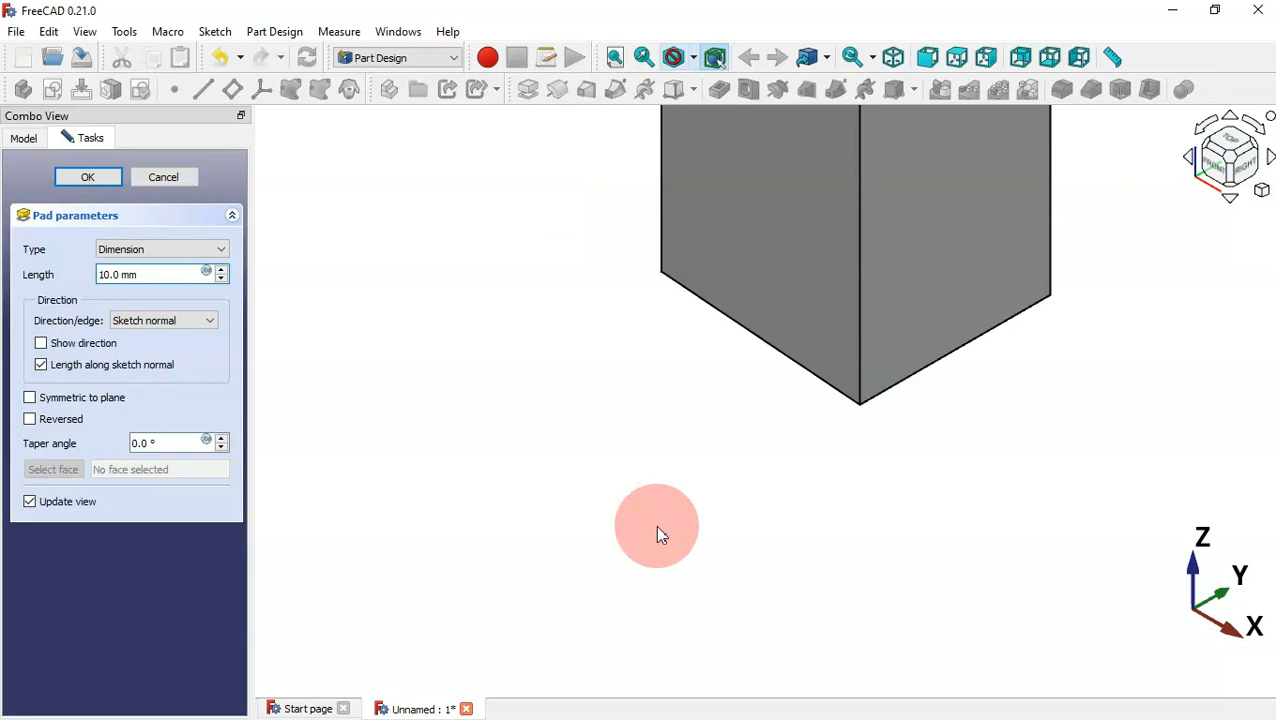 FreeCAD 0.21.0
File Edit View Tools Macro Sketch Part Design Measure Windows Help
Part Design
Combo View
Model Tasks
OK Cancel
Pad parameters
Type Dimension
Length 10.0 mm
Direction
Direction/edge: Sketch normal
Show direction
Length along sketch normal
Symmetric to plane
Reversed
Taper angle 0.0 °
Select face No face selected
Update view
TOP
FRONT RIGHT
Z
Y
X
Start page Unnamed : 1*